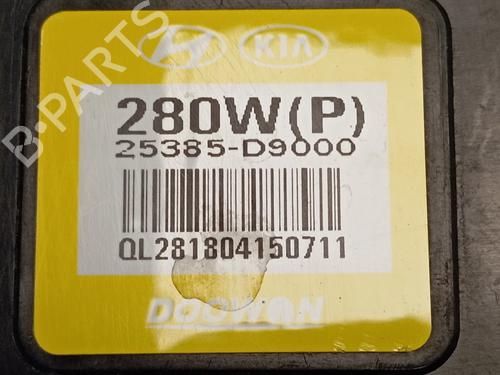 B-PARTS
KIA
280W(P)
25385-D9000
QL281804150711
DOOWON